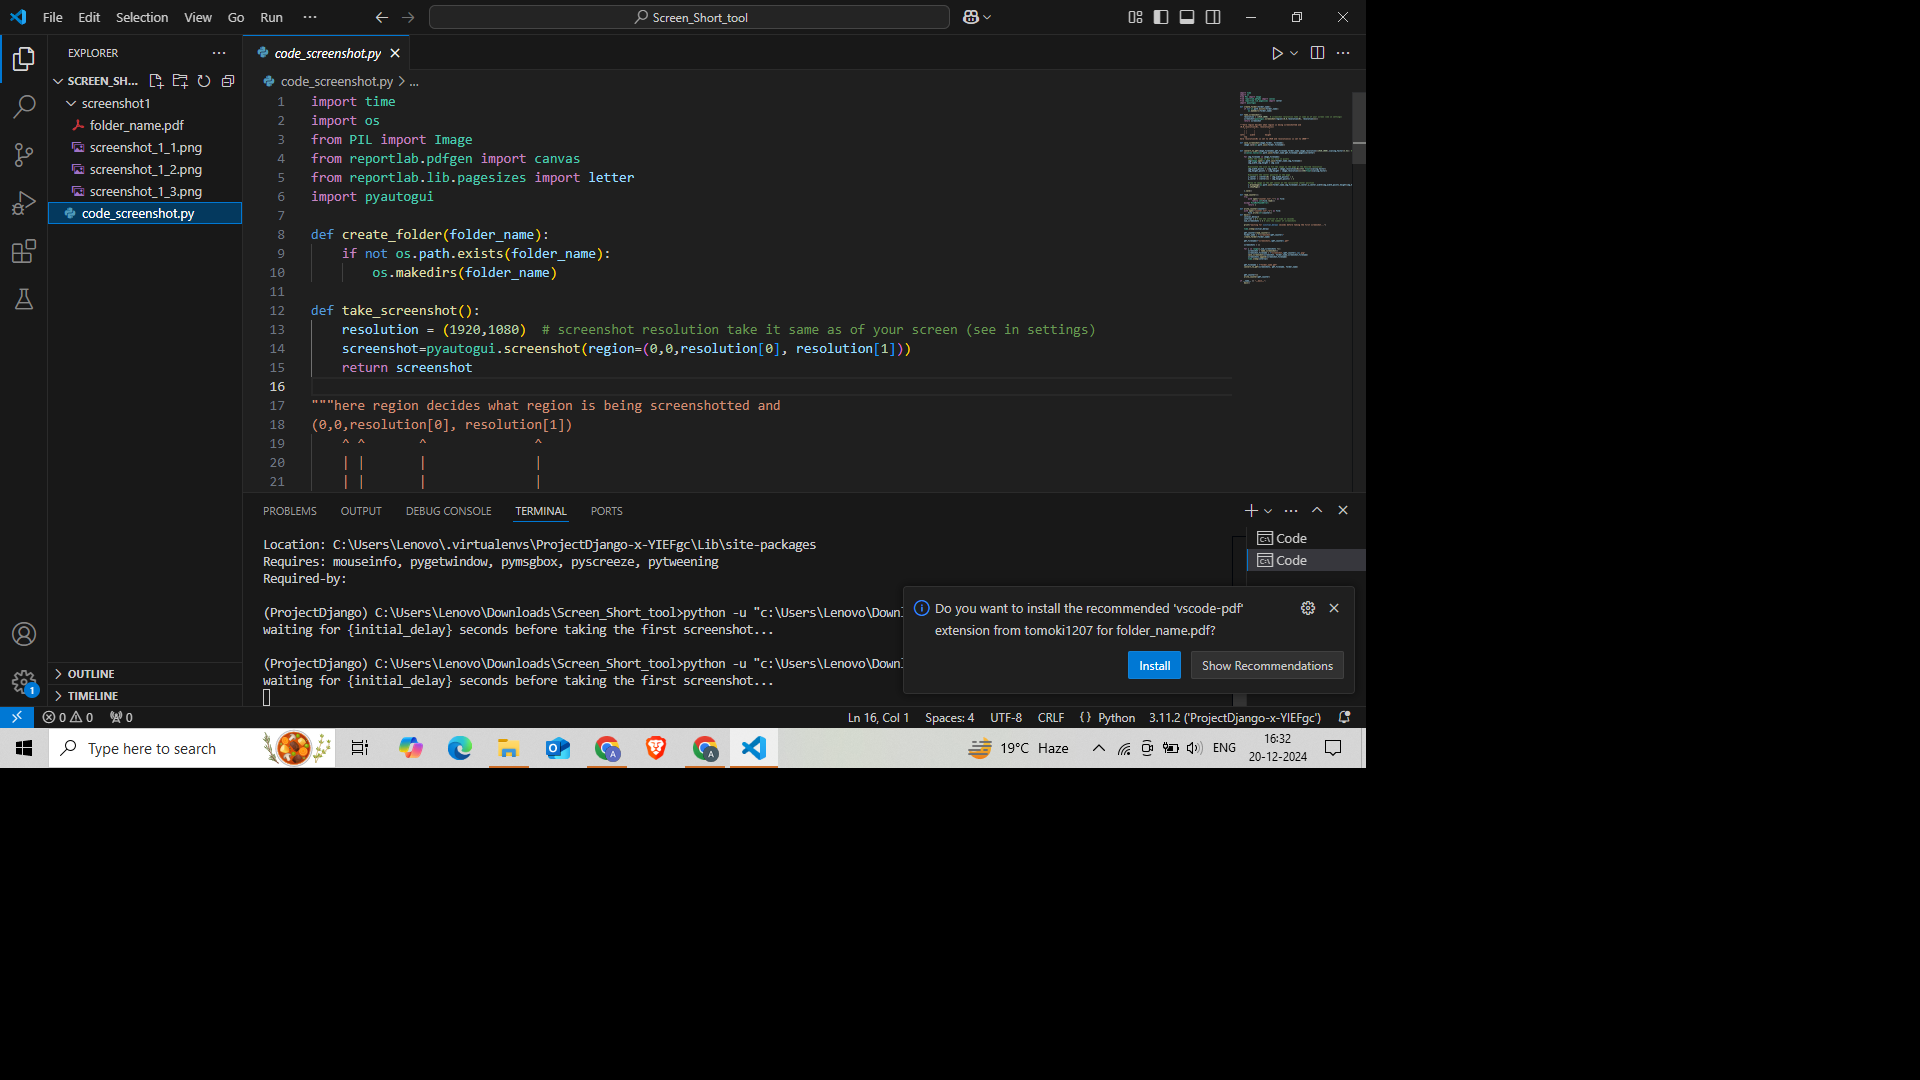 File Edit Selection View Go Run ... Screen_Short_tool
EXPLORER
SCREEN_SH...
screenshot1
folder_name.pdf
screenshot_1_1.png
screenshot_1_2.png
screenshot_1_3.png
code_screenshot.py
OUTLINE
TIMELINE
code_screenshot.py
code_screenshot.py > ...
1 import time
2 import os
3 from PIL import Image
4 from reportlab.pdfgen import canvas
5 from reportlab.lib.pagesizes import letter
6 import pyautogui
7
8 def create_folder(folder_name):
9 if not os.path.exists(folder_name):
10 os.makedirs(folder_name)
11
12 def take_screenshot():
13 resolution = (1920,1080) # screenshot resolution take it same as of your screen (see in settings)
14 screenshot=pyautogui.screenshot(region=(0,0,resolution[0], resolution[1]))
15 return screenshot
16
17 """here region decides what region is being screenshotted and
18 (0,0,resolution[0], resolution[1])
19 ^ ^ ^ ^
20 | | | |
21 | | | |
PROBLEMS OUTPUT DEBUG CONSOLE TERMINAL PORTS
Location: C:\Users\Lenovo\.virtualenvs\ProjectDjango-x-YIEFgc\Lib\site-packages
Requires: mouseinfo, pygetwindow, pymsgbox, pyscreeze, pytweening
Required-by:
(ProjectDjango) C:\Users\Lenovo\Downloads\Screen_Short_tool>python -u "c:\Users\Lenovo\Downl
waiting for {initial_delay} seconds before taking the first screenshot...
(ProjectDjango) C:\Users\Lenovo\Downloads\Screen_Short_tool>python -u "c:\Users\Lenovo\Downl
waiting for {initial_delay} seconds before taking the first screenshot...
Code
Code
Do you want to install the recommended 'vscode-pdf'
extension from tomoki1207 for folder_name.pdf?
Install Show Recommendations
1
0 0 0 Ln 16, Col 1 Spaces: 4 UTF-8 CRLF {} Python 3.11.2 ('ProjectDjango-x-YIEFgc')
Type here to search 19°C Haze ENG 16:32
20-12-2024